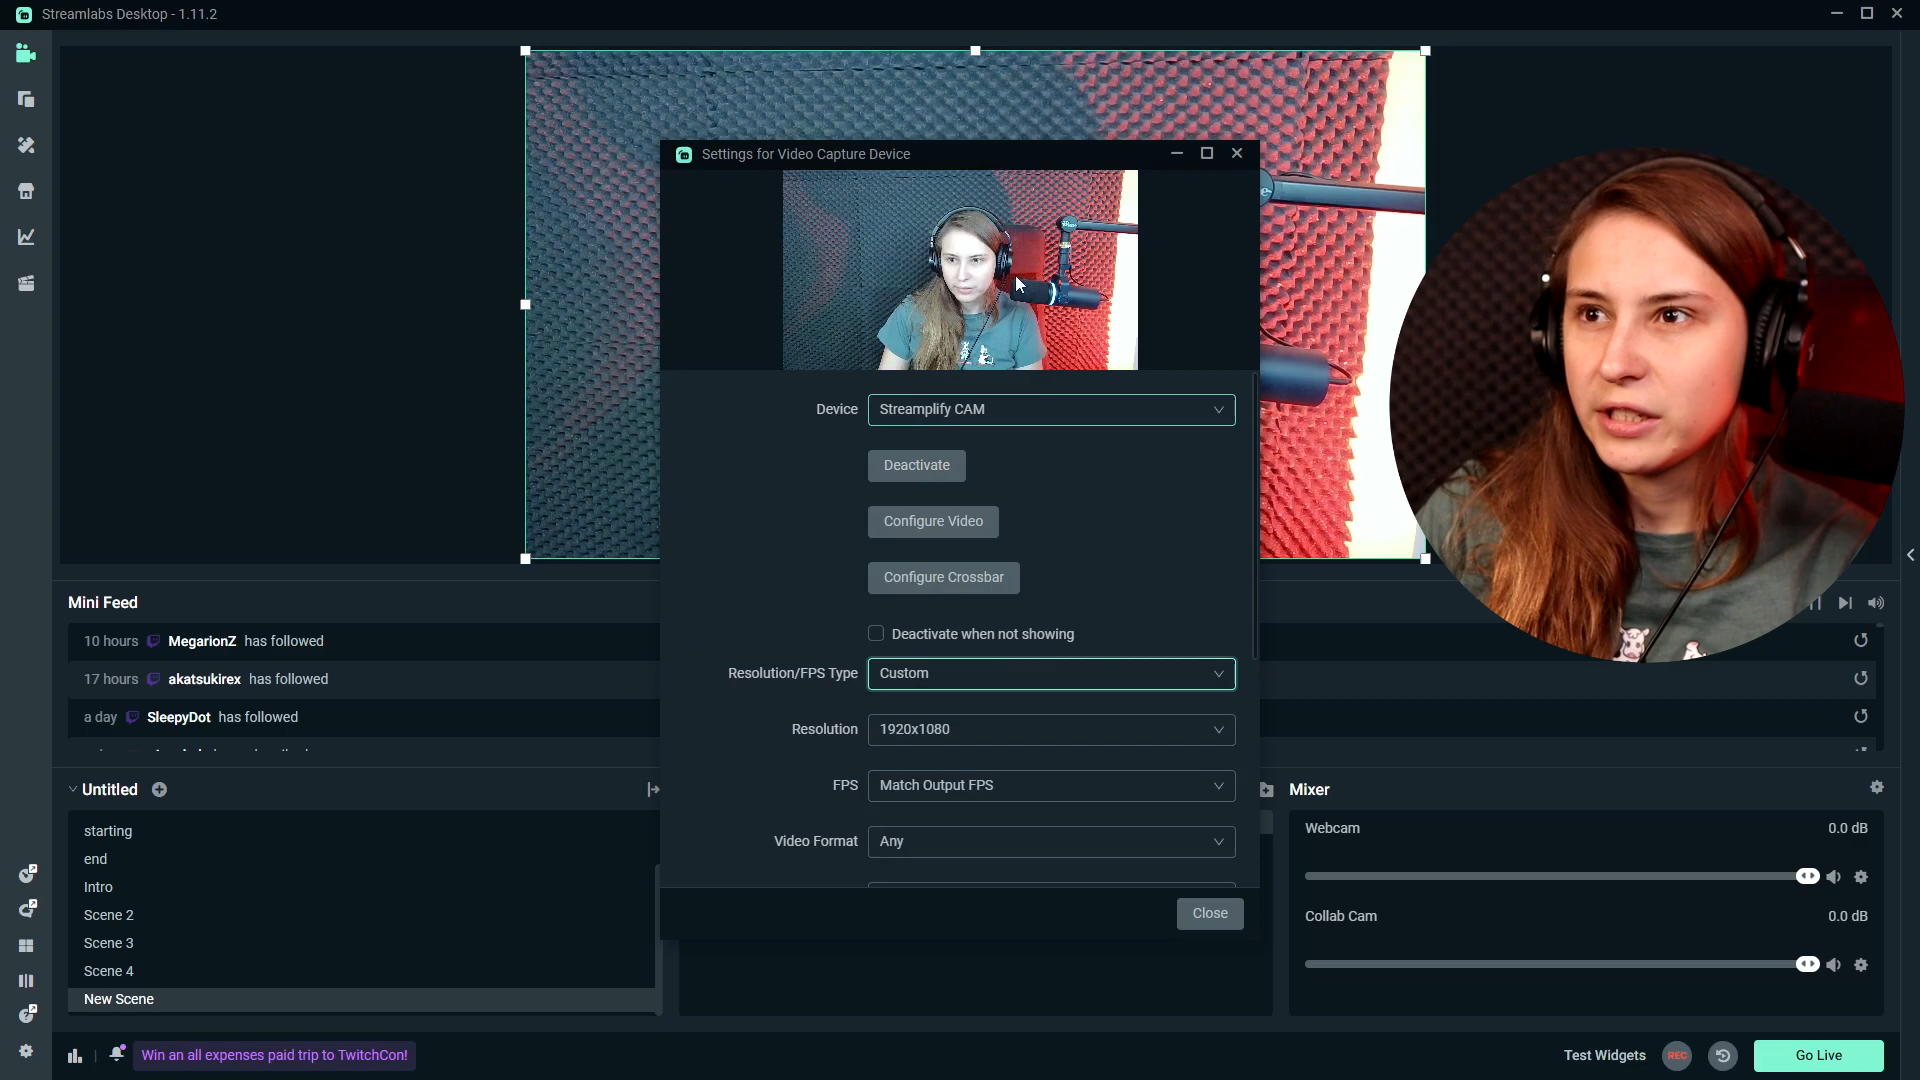 Streamlabs Desktop - 1.11.2
Settings for Video Capture Device
Device
Streamplify CAM
Deactivate
Configure Video
Configure Crossbar
Deactivate when not showing
Resolution/FPS Type
Custom
Resolution
1920x1080
FPS
Match Output FPS
Video Format
Any
Close
Mini Feed
10 hours MegarionZ has followed
17 hours akatsukirex has followed
a day SleepyDot has followed
Untitled
starting
end
Intro
Scene 2
Scene 3
Scene 4
New Scene
Mixer
Webcam
0.0 dB
Collab Cam
0.0 dB
Win an all expenses paid trip to TwitchCon!
Test Widgets
REC
Go Live